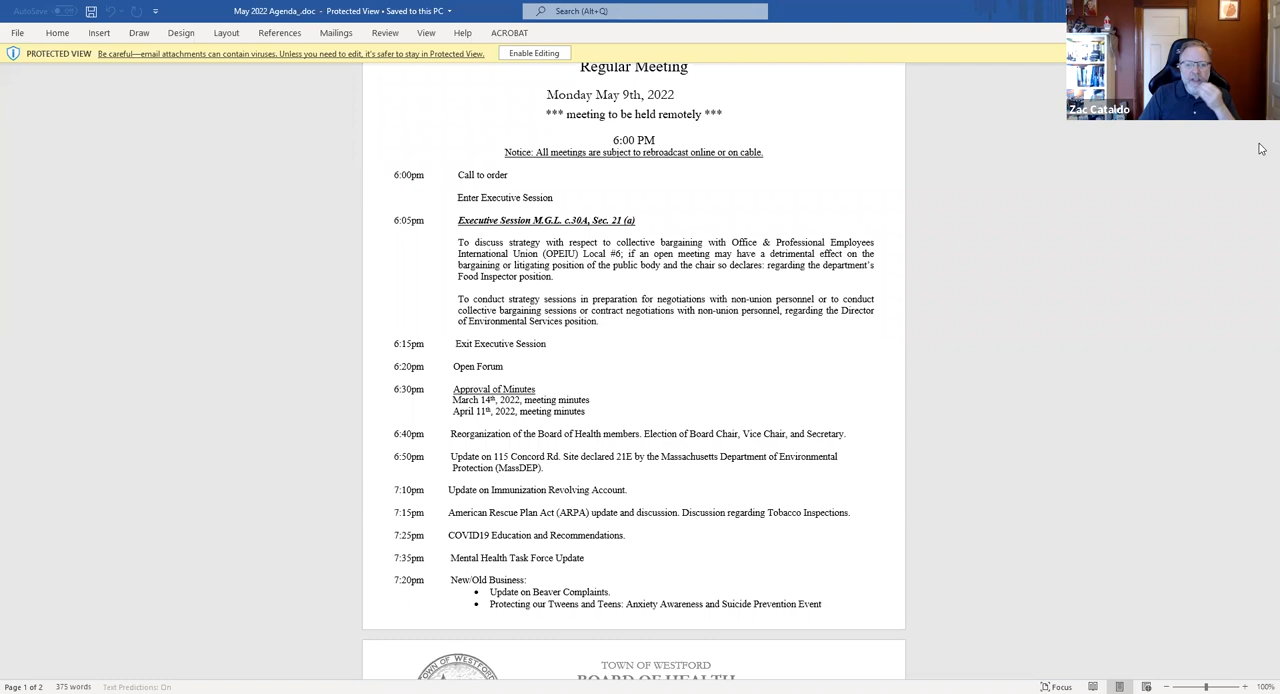 AutoSave Off May 2022 Agenda_.doc - Protected View • Saved to this PC Search (Alt+Q)
File Home Insert Draw Design Layout References Mailings Review View Help ACROBAT
PROTECTED VIEW Be careful—email attachments can contain viruses. Unless you need to edit, it's safer to stay in Protected View. Enable Editing
Zac Cataldo
Regular Meeting
Monday May 9th, 2022
*** meeting to be held remotely ***
6:00 PM
Notice: All meetings are subject to rebroadcast online or on cable.
6:00pm Call to order
Enter Executive Session
6:05pm Executive Session M.G.L. c.30A, Sec. 21 (a)
To discuss strategy with respect to collective bargaining with Office & Professional Employees
International Union (OPEIU) Local #6; if an open meeting may have a detrimental effect on the
bargaining or litigating position of the public body and the chair so declares: regarding the department's
Food Inspector position.
To conduct strategy sessions in preparation for negotiations with non-union personnel or to conduct
collective bargaining sessions or contract negotiations with non-union personnel, regarding the Director
of Environmental Services position.
6:15pm Exit Executive Session
6:20pm Open Forum
6:30pm Approval of Minutes
March 14th, 2022, meeting minutes
April 11th, 2022, meeting minutes
6:40pm Reorganization of the Board of Health members. Election of Board Chair, Vice Chair, and Secretary.
6:50pm Update on 115 Concord Rd. Site declared 21E by the Massachusetts Department of Environmental
Protection (MassDEP).
7:10pm Update on Immunization Revolving Account.
7:15pm American Rescue Plan Act (ARPA) update and discussion. Discussion regarding Tobacco Inspections.
7:25pm COVID19 Education and Recommendations.
7:35pm Mental Health Task Force Update
7:20pm New/Old Business:
• Update on Beaver Complaints.
• Protecting our Tweens and Teens: Anxiety Awareness and Suicide Prevention Event
TOWN OF WESTFORD
BOARD OF HEALTH
Page 1 of 2 375 words Text Predictions: On Focus 100%